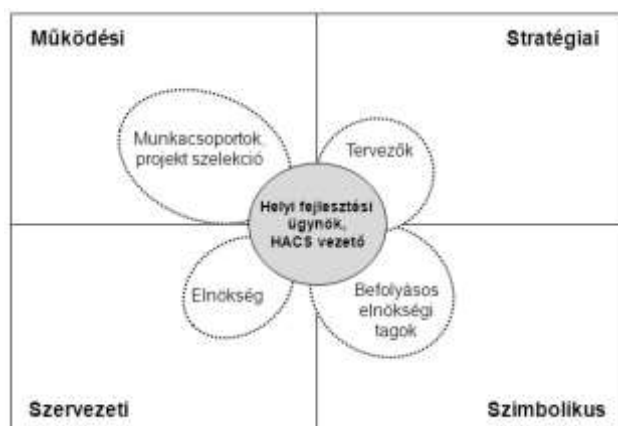 Működési
Stratégiai
Munkacsoportok,
projekt szelekció
Tervezők
Helyi fejlesztési
ügynök,
HACS vezető
Elnökség
Befolyásos
elnökségi
tagok
Szervezeti
Szimbolikus